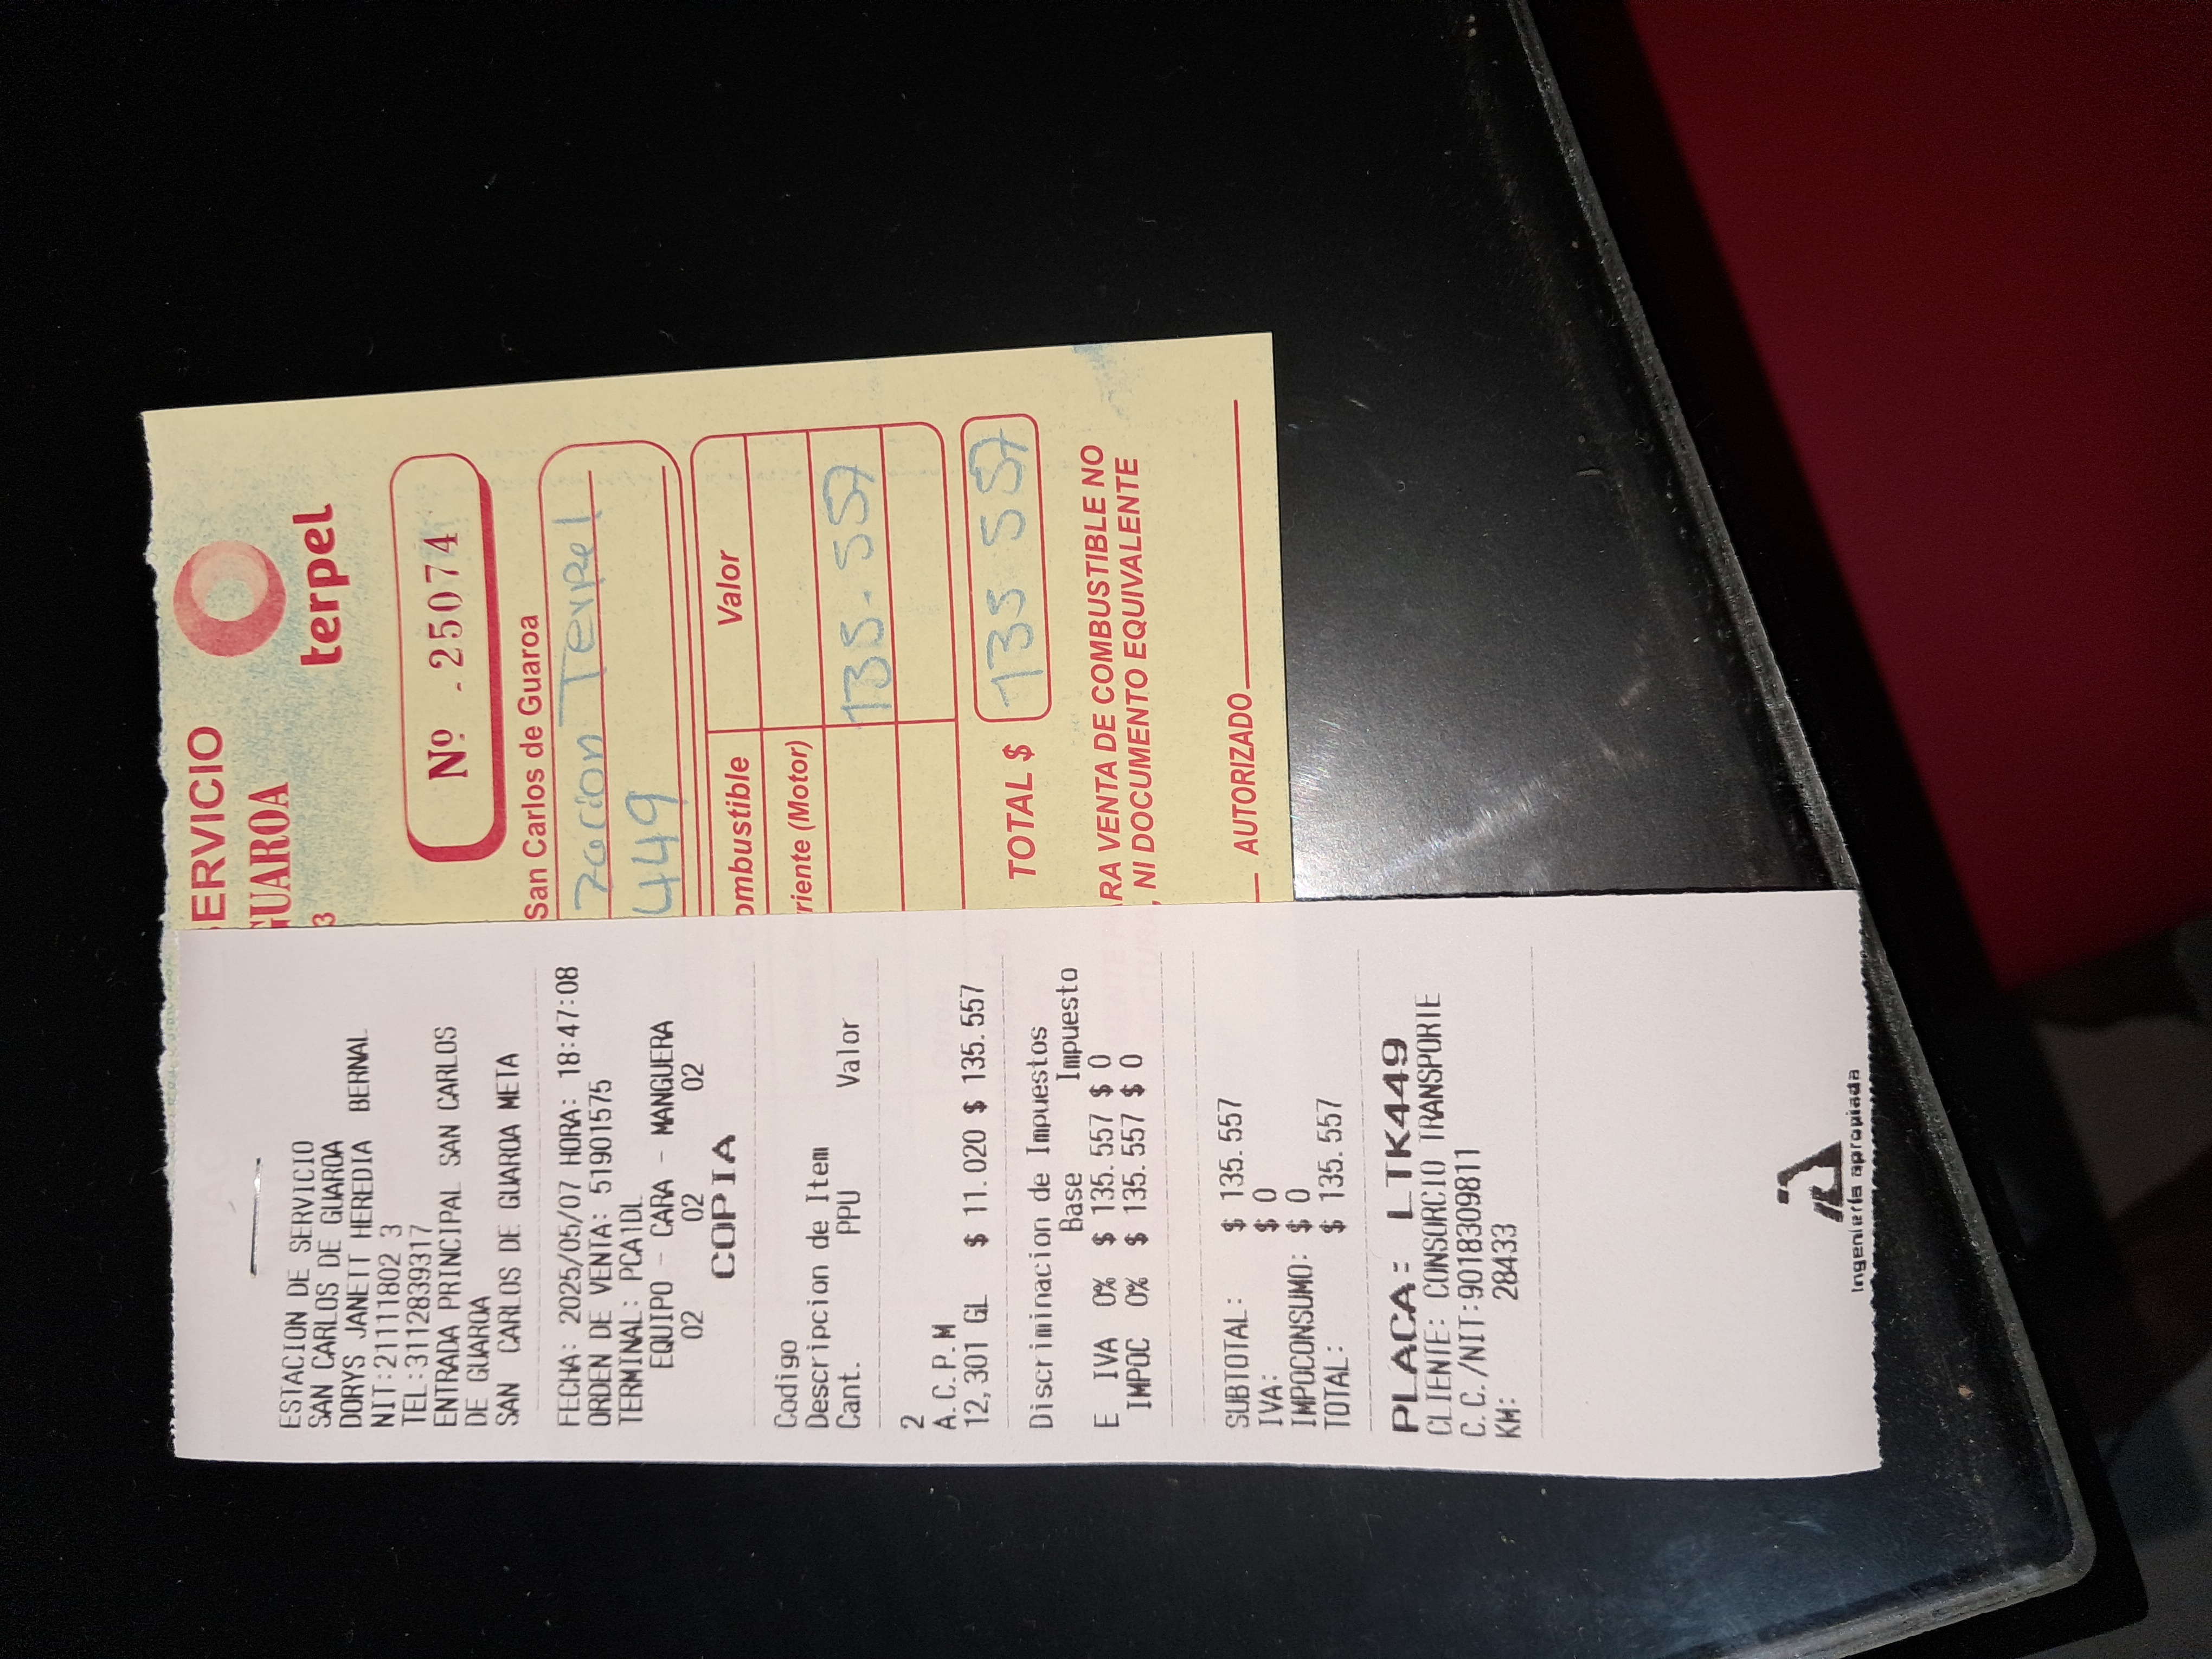 ESTACION DE SERVICIO
SAN CARLOS DE GUAROA
DORYS JANETT HEREDIA BERNAL
NIT:21111802 3
TEL:3112839317
ENTRADA PRINCIPAL SAN CARLOS
DE GUAROA
SAN CARLOS DE GUAROA META
FECHA: 2025/05/07 HORA: 18:47:08
ORDEN DE VENTA: 51901575
TERMINAL: PCA1DL
EQUIPO - CARA - MANGUERA
02 02 02
COPIA
Codigo
Descripcion de Item
Cant. PPU Valor
2
A.C.P.M
12,301 GL $ 11.020 $ 135.557
Discriminacion de Impuestos
Base Impuesto
E IVA 0% $ 135.557 $ 0
IMPOC 0% $ 135.557 $ 0
SUBTOTAL: $ 135.557
IVA: $ 0
IMPOCONSUMO: $ 0
TOTAL: $ 135.557
PLACA: LTK449
CLIENTE: CONSORCIO TRANSPORTE
C.C./NIT:9018309811
KM: 28433
Ingeniería apropiada
ERVICIO
GUAROA
3
terpel
Nº - 25074
San Carlos de Guaroa
zacion Terpel
449
ombustible Valor
riente (Motor)
135.557
TOTAL $ 135 557
RA VENTA DE COMBUSTIBLE NO
, NI DOCUMENTO EQUIVALENTE
AUTORIZADO